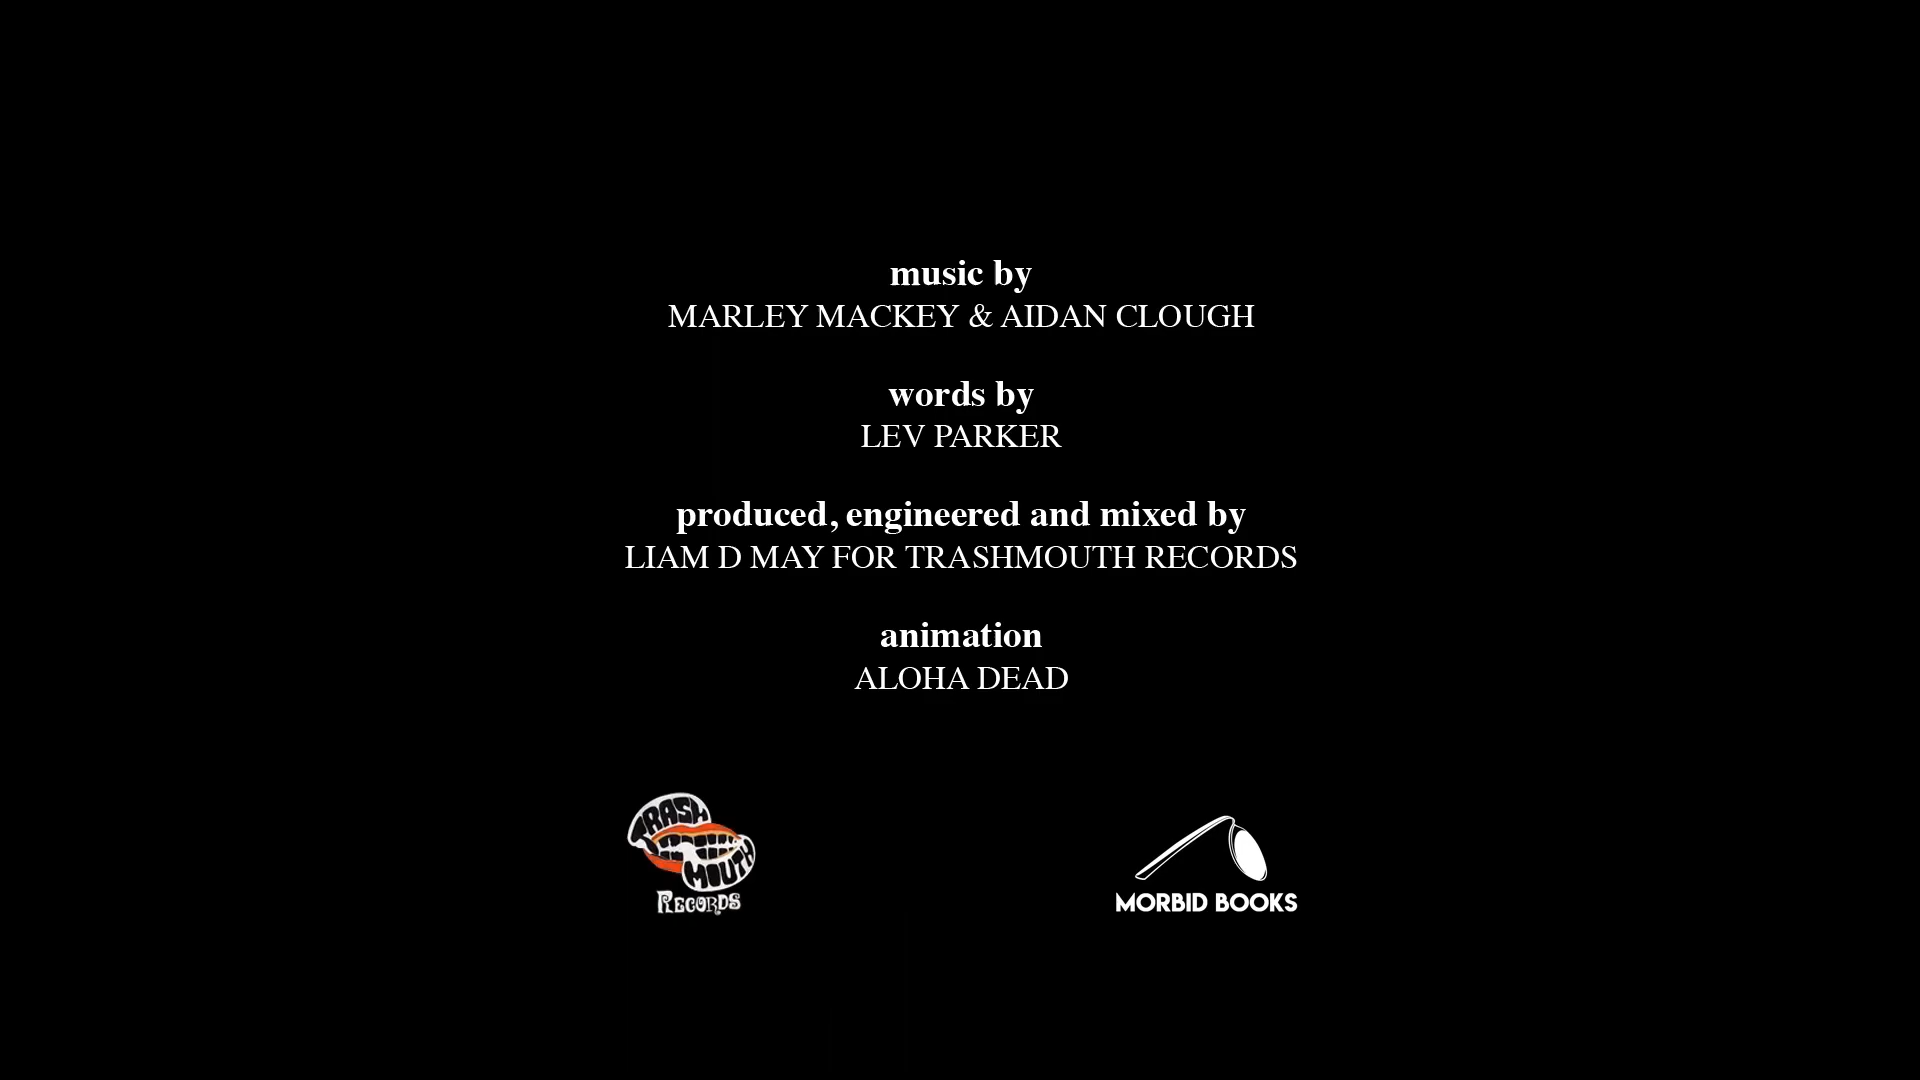 music by
MARLEY MACKEY & AIDAN CLOUGH
words by
LEV PARKER
produced, engineered and mixed by
LIAM D MAY FOR TRASHMOUTH RECORDS
animation
ALOHA DEAD
TRASH
MOUTH
RECORDS
MORBID BOOKS